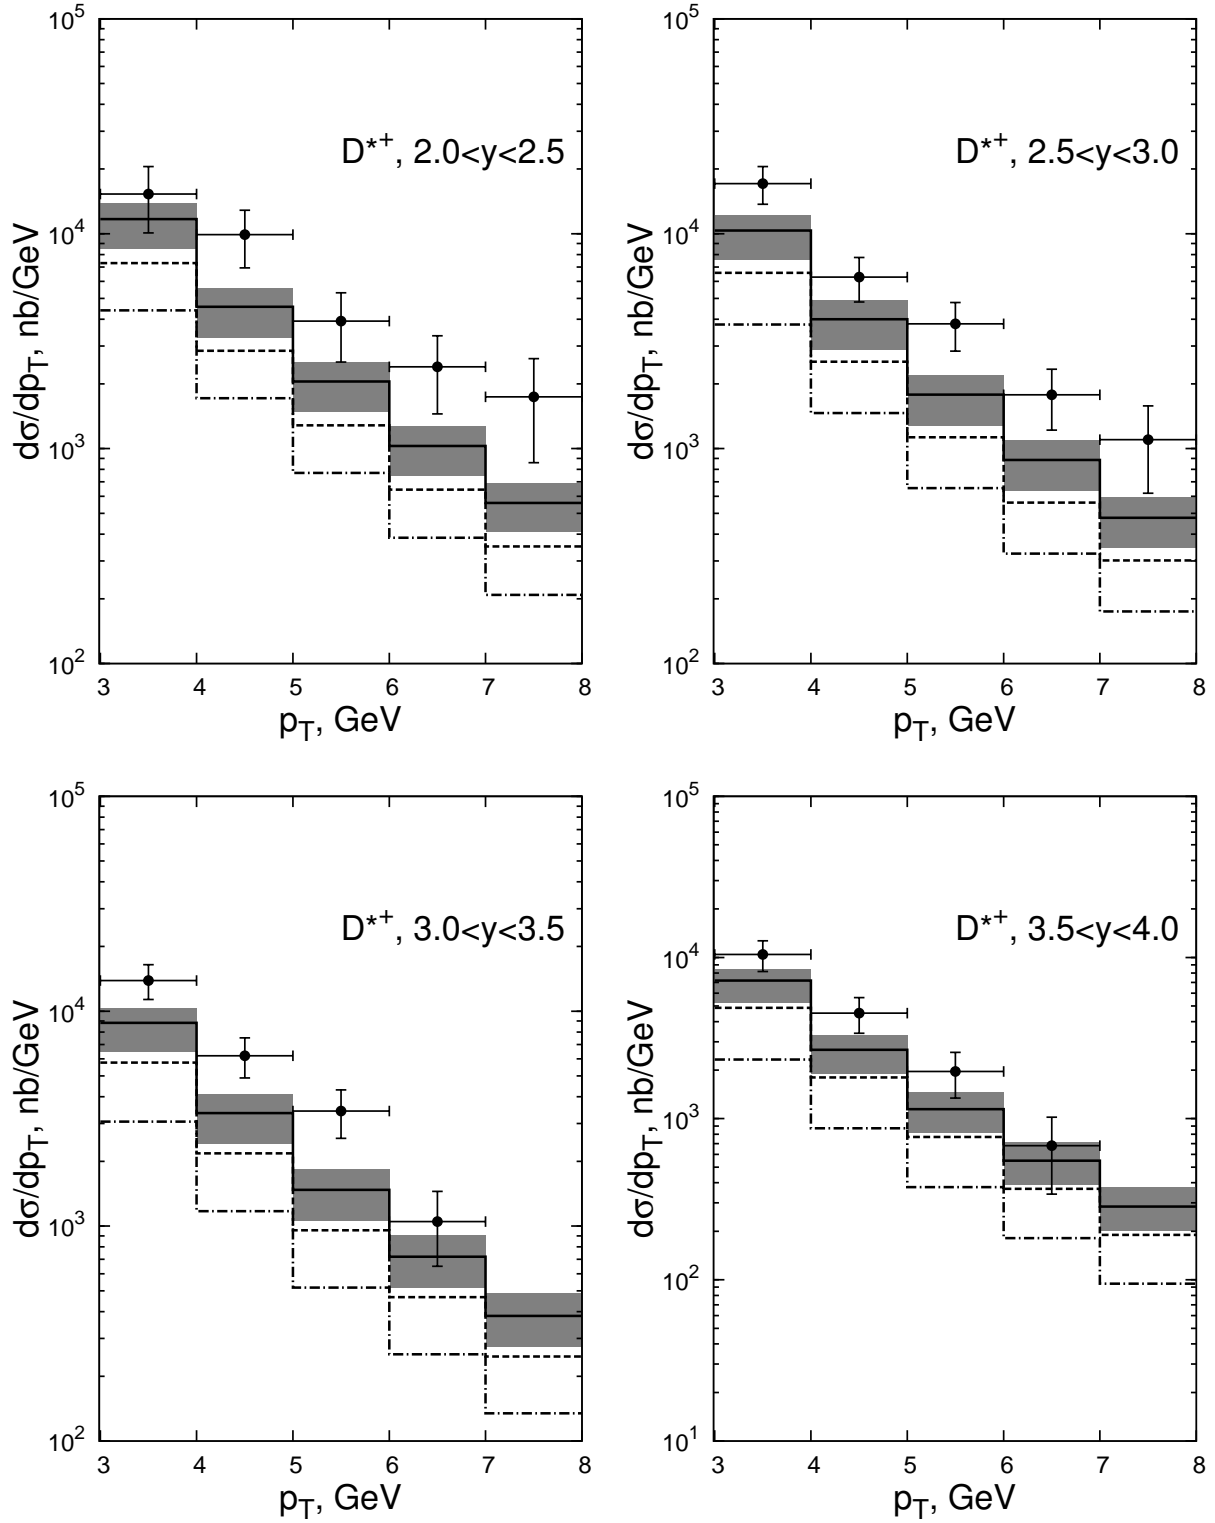 10^5
10^4
10^3
10^2
dσ/dp_T, nb/GeV
D*+, 2.0<y<2.5
3 4 5 6 7 8
p_T, GeV
10^5
10^4
10^3
10^2
dσ/dp_T, nb/GeV
D*+, 2.5<y<3.0
3 4 5 6 7 8
p_T, GeV
10^5
10^4
10^3
10^2
dσ/dp_T, nb/GeV
D*+, 3.0<y<3.5
3 4 5 6 7 8
p_T, GeV
10^5
10^4
10^3
10^2
10^1
dσ/dp_T, nb/GeV
D*+, 3.5<y<4.0
3 4 5 6 7 8
p_T, GeV